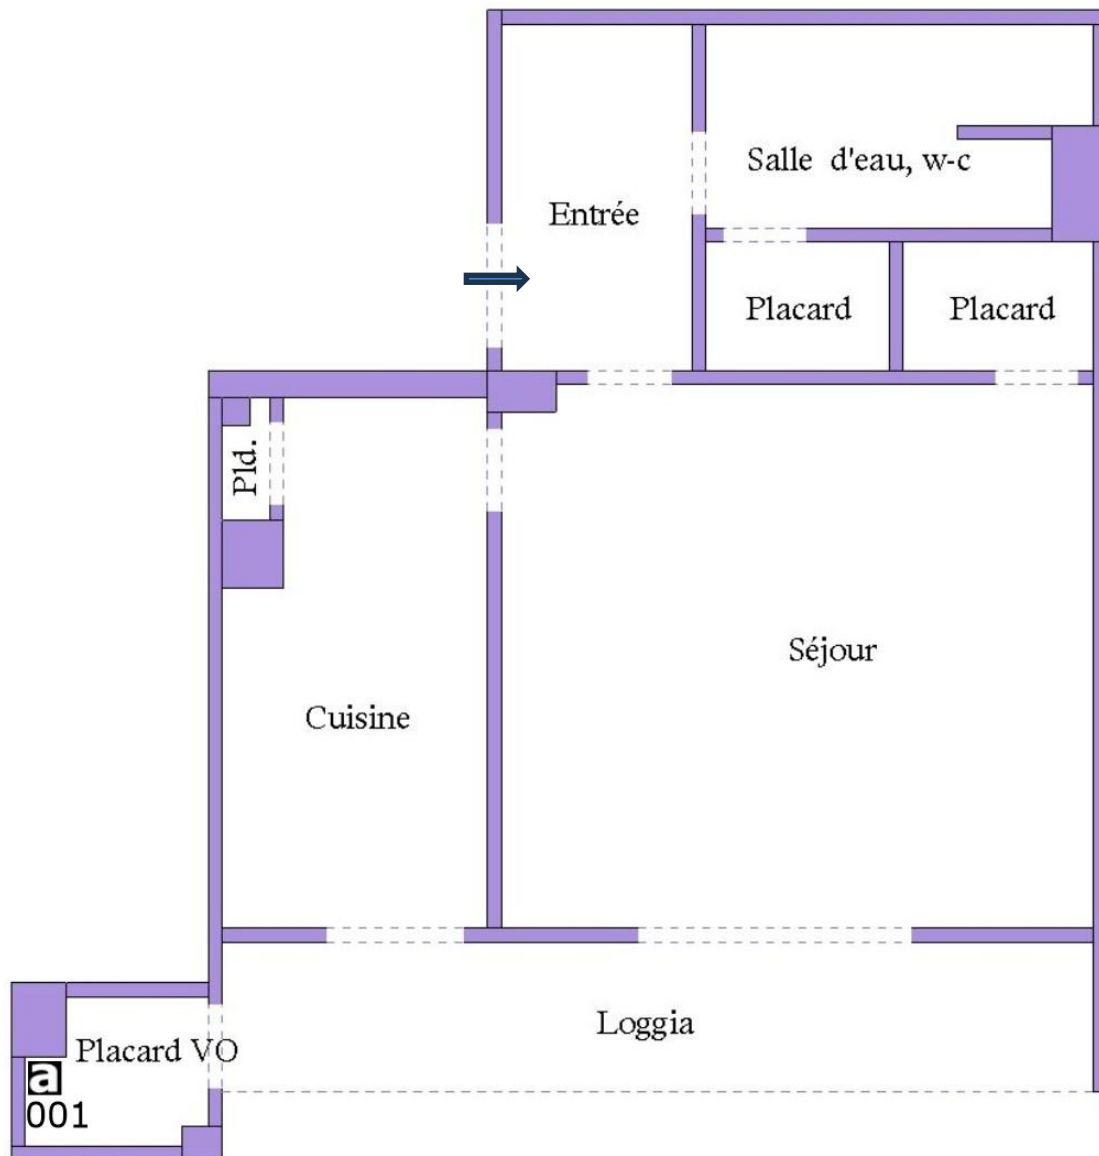 Salle d'eau, w-c
Entrée
Placard
Placard
Pld.
Séjour
Cuisine
Loggia
Placard VO
a
001